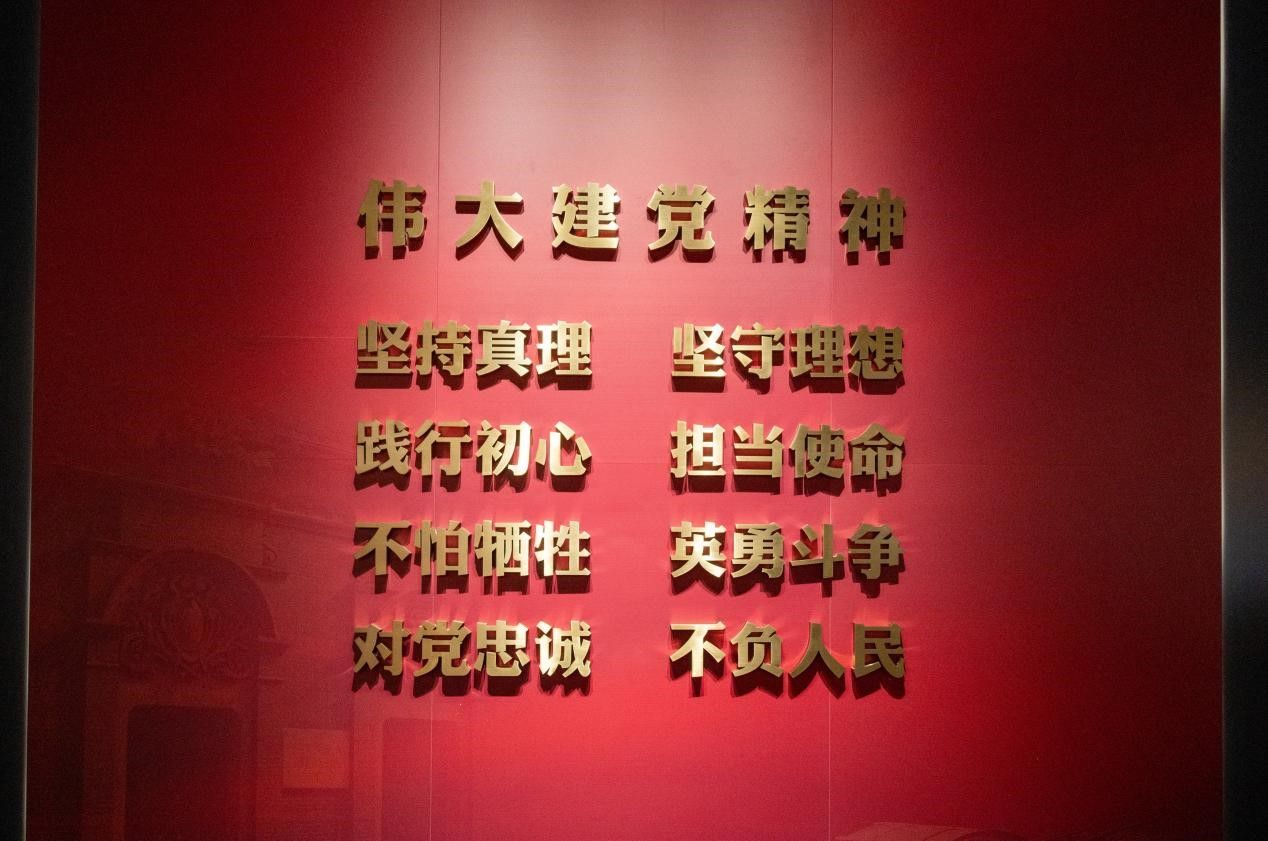 伟大建党精神
坚持真理 坚守理想
践行初心 担当使命
不怕牺牲 英勇斗争
对党忠诚 不负人民